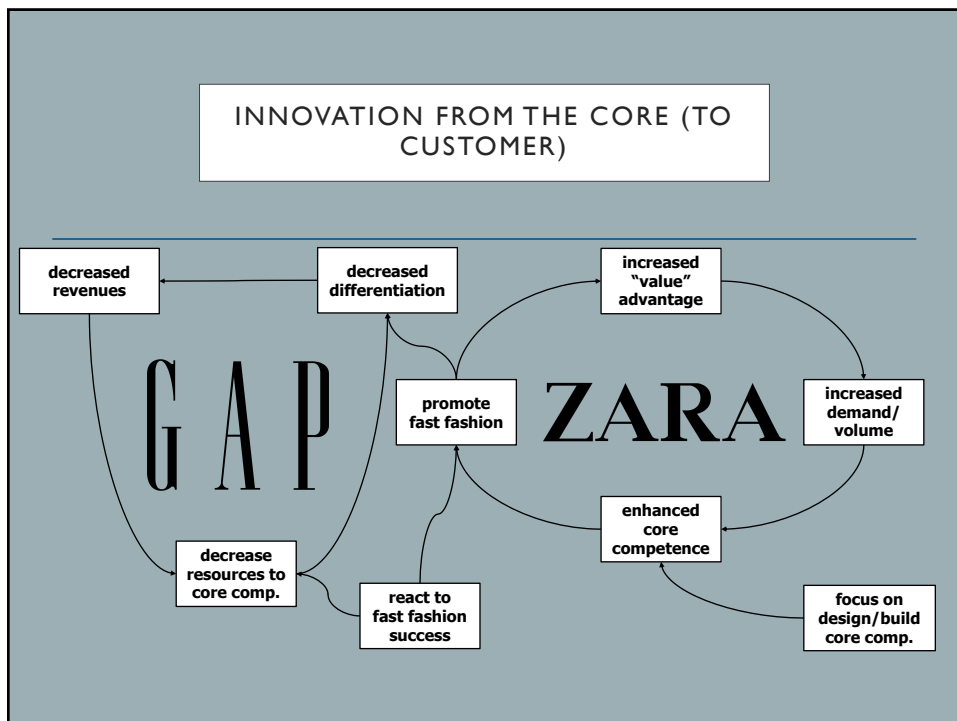 INNOVATION FROM THE CORE (TO
CUSTOMER)
decreased
revenues
decreased
differentiation
increased
“value”
advantage
GAP
promote
fast fashion
ZARA
increased
demand/
volume
decrease
resources to
core comp.
react to
fast fashion
success
enhanced
core
competence
focus on
design/build
core comp.